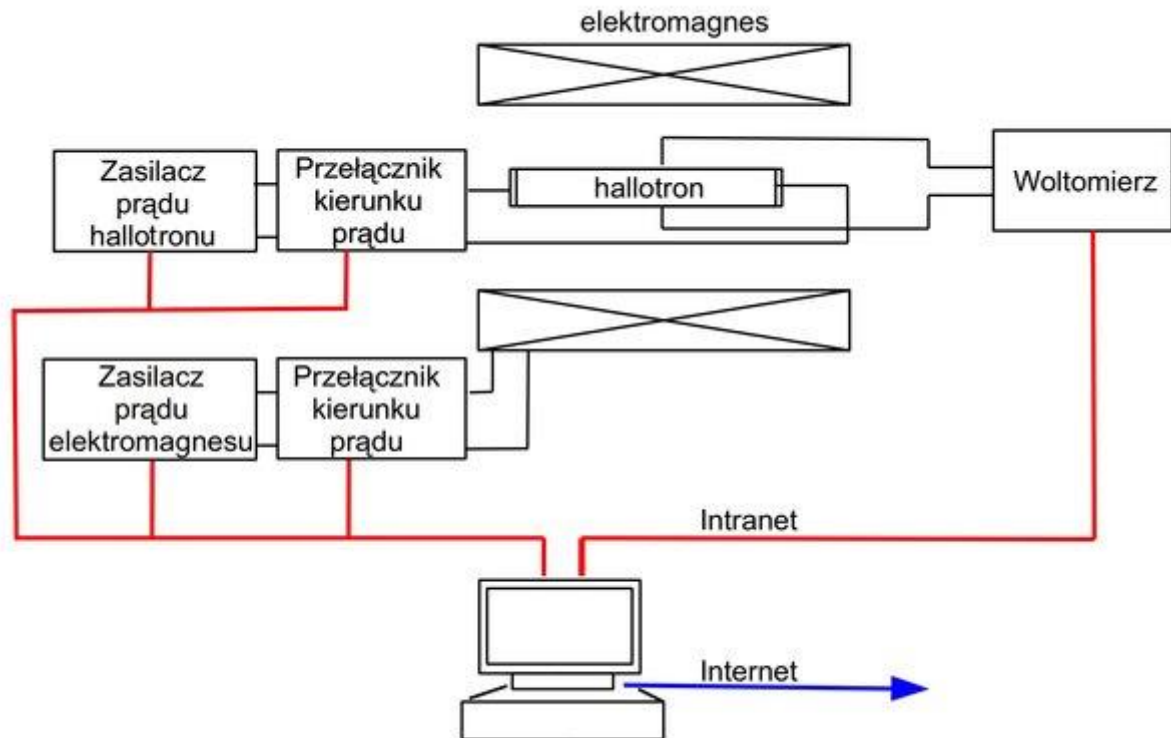 elektromagnes
Zasilacz
prądu
hallotronu
Przełącznik
kierunku
prądu
hallotron
Woltomierz
Zasilacz
prądu
elektromagnesu
Przełącznik
kierunku
prądu
Intranet
Internet